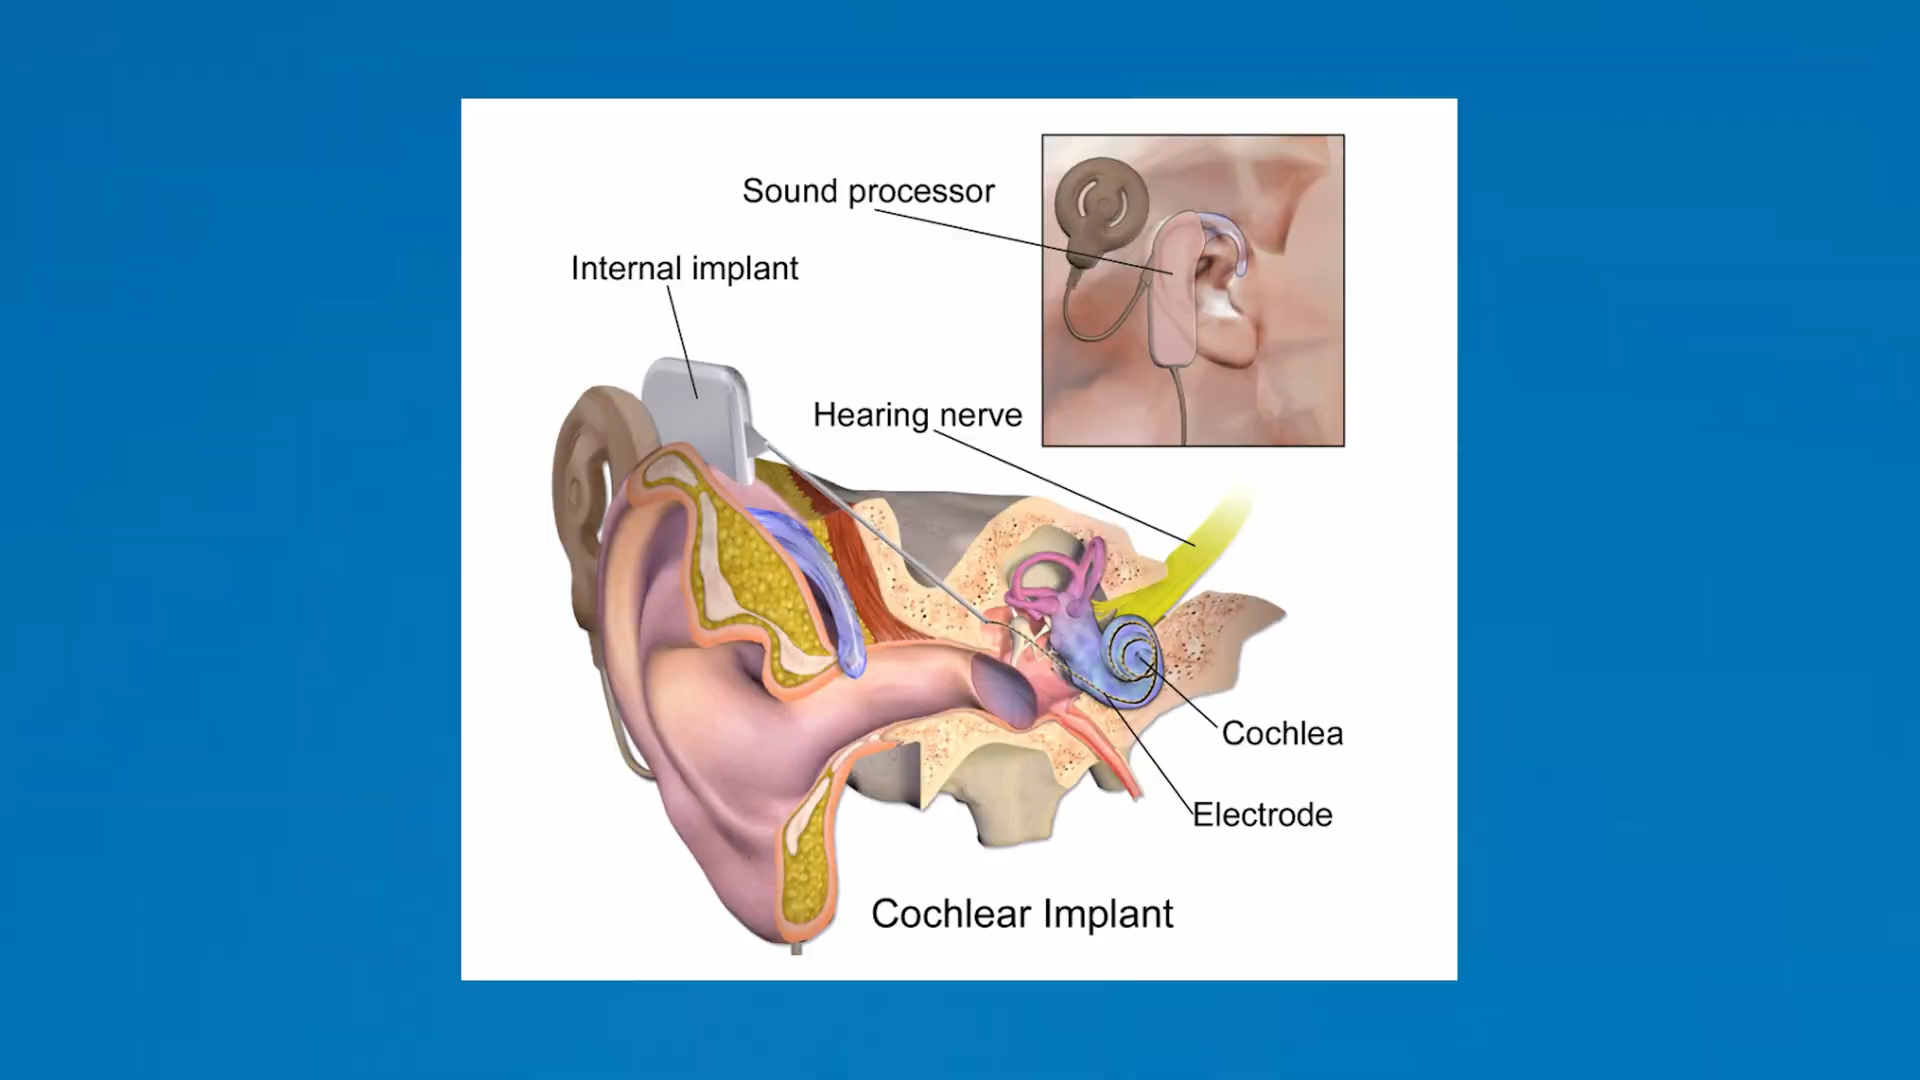 Sound processor
Internal implant
Hearing nerve
Cochlea
Electrode
Cochlear Implant